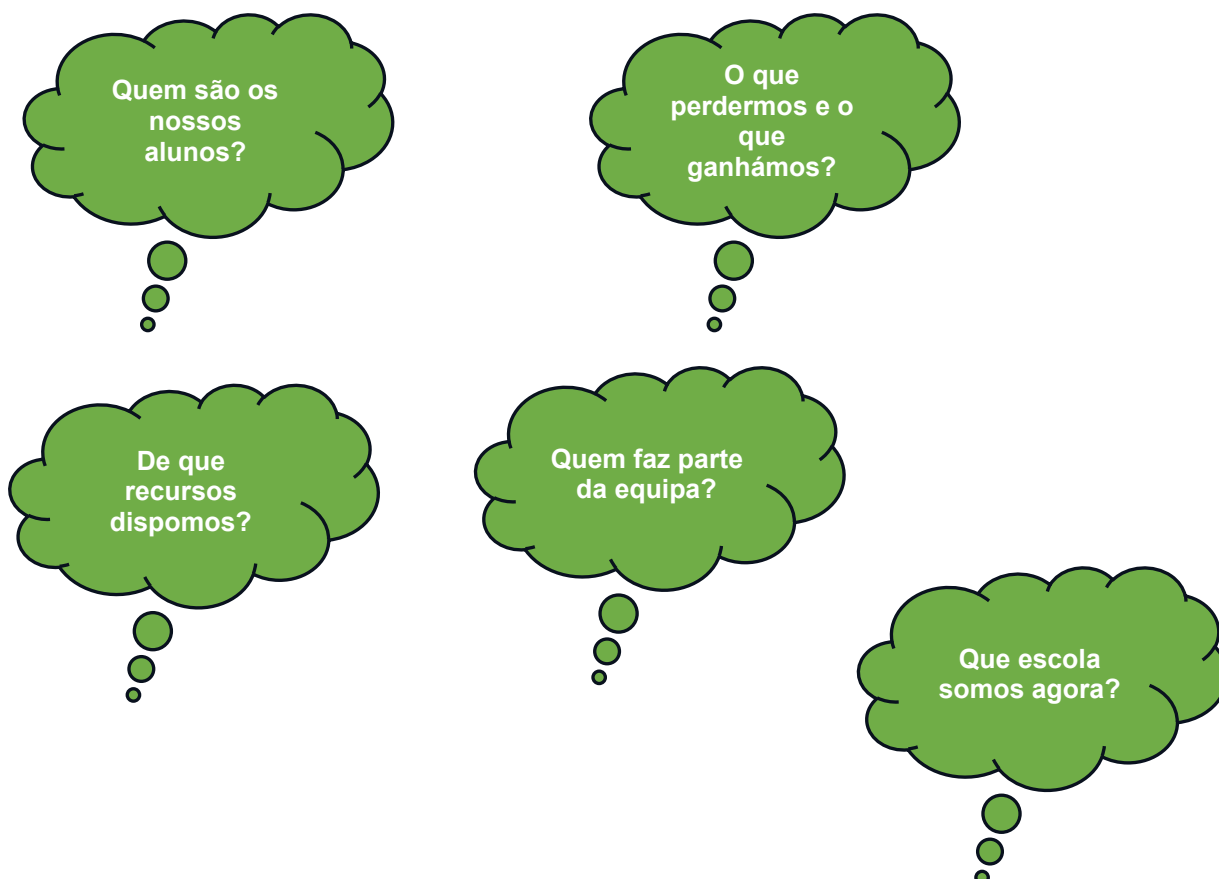 Quem são os
nossos
alunos?
O que
perdermos e o
que
ganhámos?
De que
recursos
dispomos?
Quem faz parte
da equipa?
Que escola
somos agora?